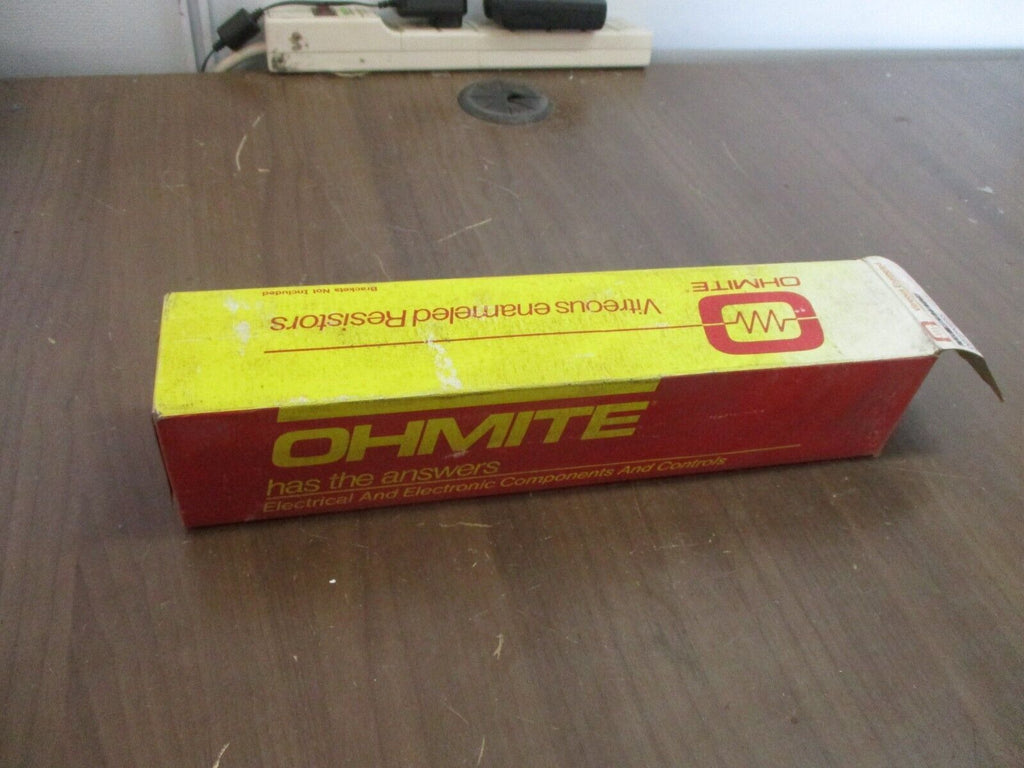 OHMITE
Vitreous enameled Resistors
Brackets Not Included
OHMITE
has the answers
Electrical And Electronic Components And Controls